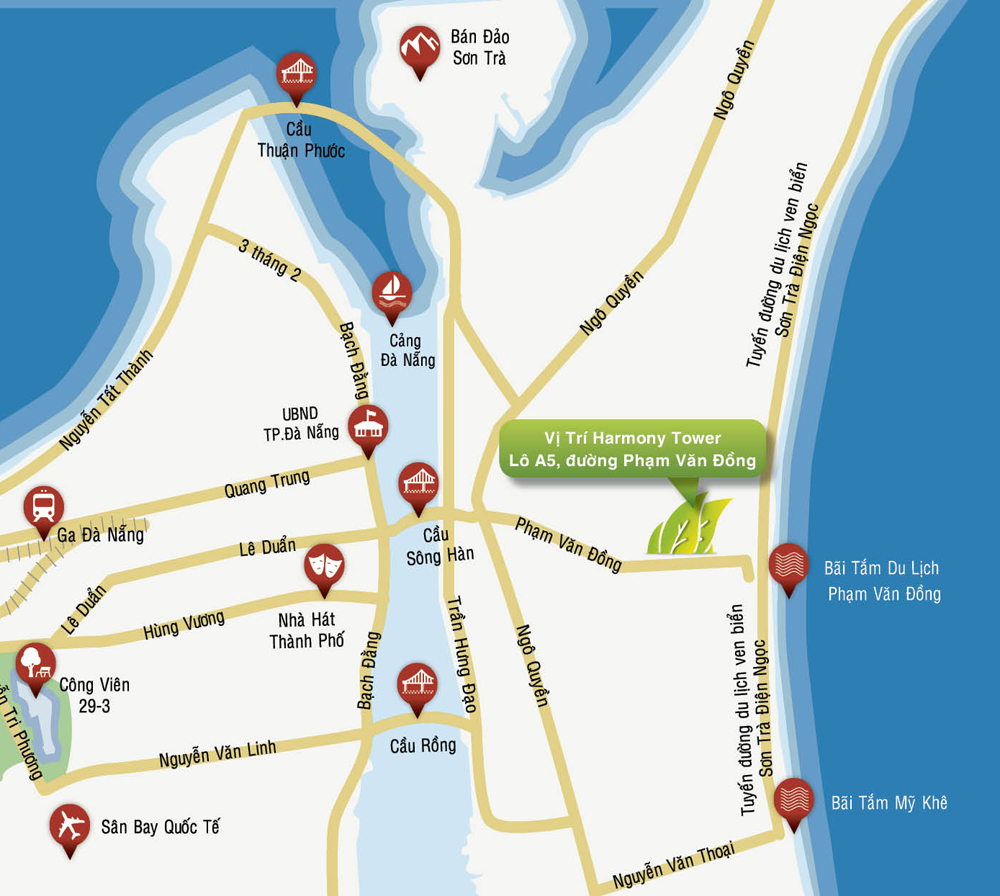 Bán Đảo
Sơn Trà
Cầu
Thuận Phước
Ngô Quyền
3 tháng 2
Tuyến đường du lịch ven biển
Sơn Trà Điện Ngọc
Ngô Quyền
Cảng
Đà Nẵng
Bạch Đằng
Nguyễn Tất Thành
UBND
TP.Đà Nẵng
Vị Trí Harmony Tower
Lô A5, đường Phạm Văn Đồng
Quang Trung
Ga Đà Nẵng
Lê Duẩn
Cầu
Sông Hàn
Phạm Văn Đồng
Bãi Tắm Du Lịch
Phạm Văn Đồng
Lê Duẩn
Hùng Vương
Nhà Hát
Thành Phố
Trần Hưng Đạo
Ngô Quyền
Bạch Đằng
Tuyến đường du lịch ven biển
Sơn Trà Điện Ngọc
Công Viên
29-3
Tri Phương
Nguyễn Văn Linh
Cầu Rồng
Bãi Tắm Mỹ Khê
Sân Bay Quốc Tế
Nguyễn Văn Thoại